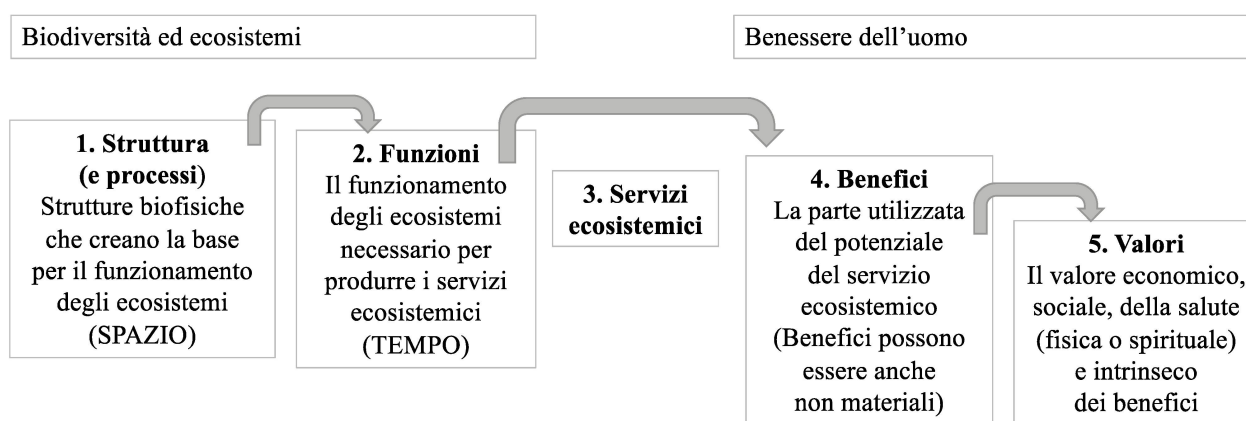 Biodiversità ed ecosistemi
Benessere dell’uomo
1. Struttura
(e processi)
Strutture biofisiche
che creano la base
per il funzionamento
degli ecosistemi
(SPAZIO)
2. Funzioni
Il funzionamento
degli ecosistemi
necessario per
produrre i servizi
ecosistemici
(TEMPO)
3. Servizi
ecosistemici
4. Benefici
La parte utilizzata
del potenziale
del servizio
ecosistemico
(Benefici possono
essere anche
non materiali)
5. Valori
Il valore economico,
sociale, della salute
(fisica o spirituale)
e intrinseco
dei benefici